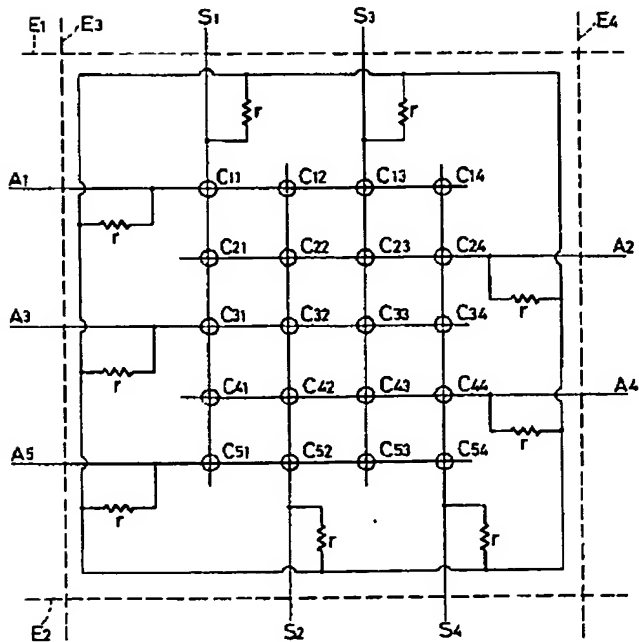 S1 S3
E1 E3 E4
r r
A1 C11 C12 C13 C14
r
C21 C22 C23 C24 A2
r
A3 C31 C32 C33 C34
r
C41 C42 C43 C44 A4
r
A5 C51 C52 C53 C54
r
r r
E2 S2 S4